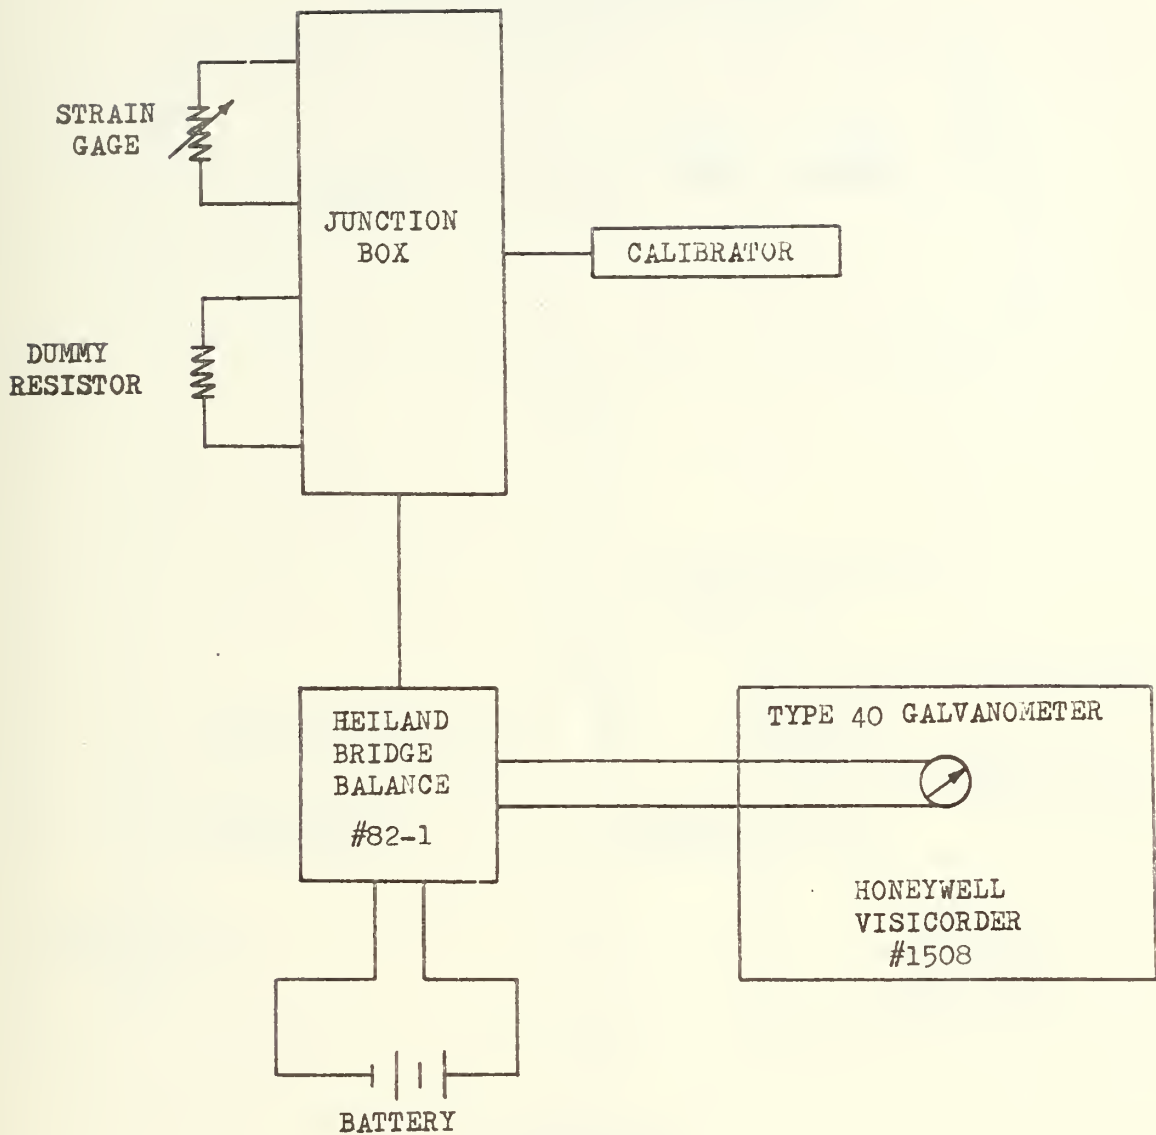 STRAIN
GAGE
JUNCTION
BOX
CALIBRATOR
DUMMY
RESISTOR
HEILAND
BRIDGE
BALANCE
#82-1
TYPE 40 GALVANOMETER
HONEYWELL
VISICORDER
#1508
BATTERY